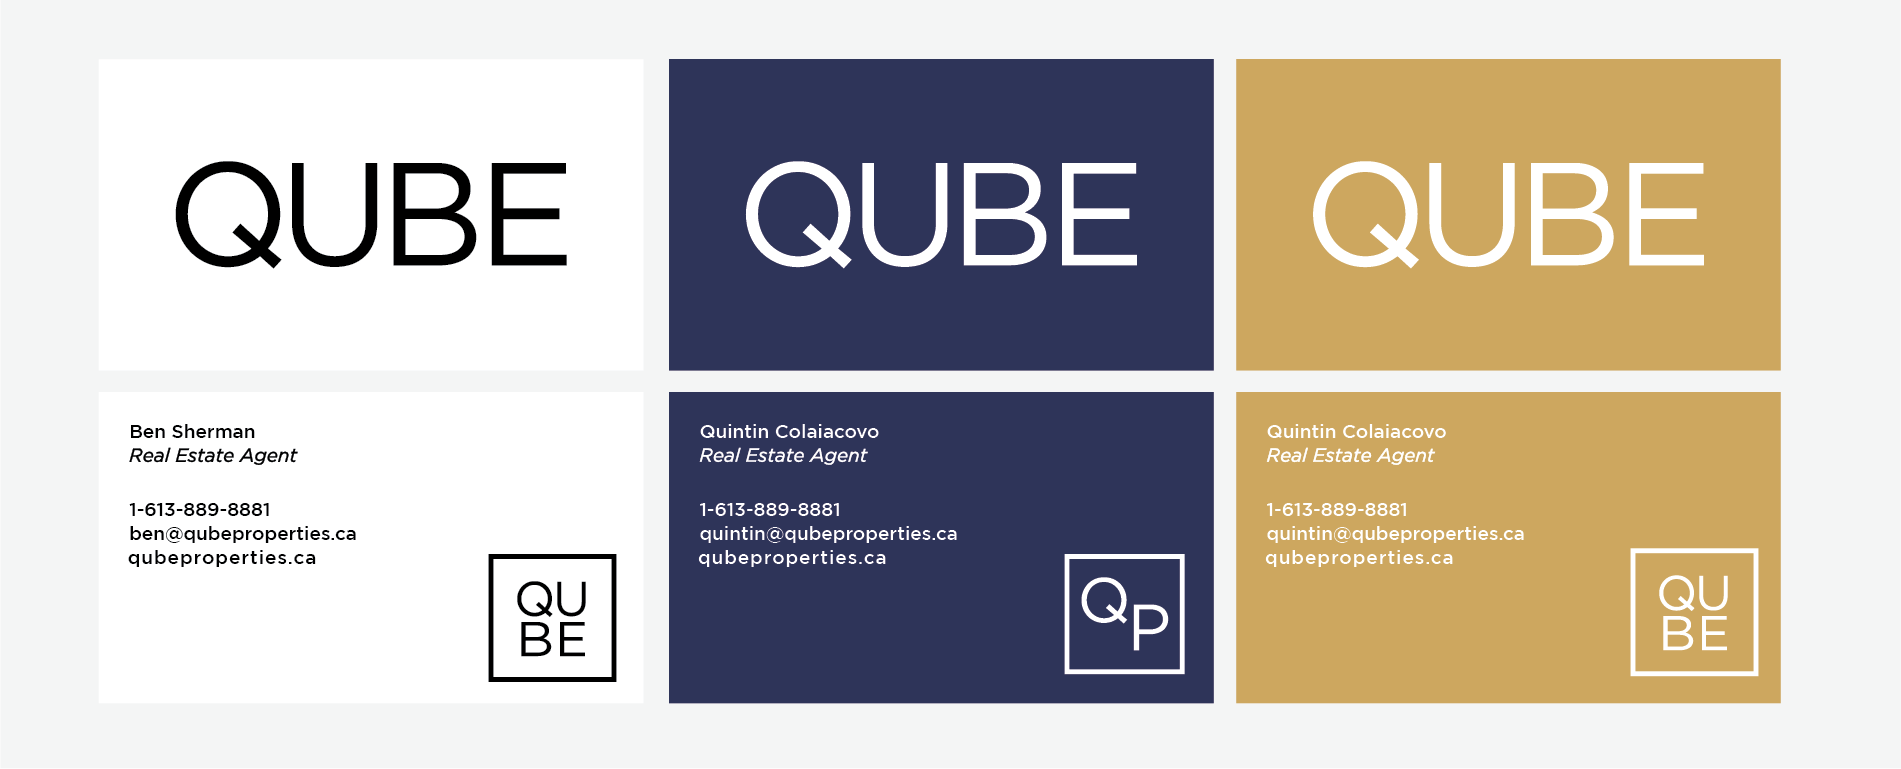 QUBE
QUBE
QUBE
Ben Sherman
Real Estate Agent
1-613-889-8881
ben@qubeproperties.ca
qubeproperties.ca
QU
BE
Quintin Colaiacovo
Real Estate Agent
1-613-889-8881
quintin@qubeproperties.ca
qubeproperties.ca
QP
Quintin Colaiacovo
Real Estate Agent
1-613-889-8881
quintin@qubeproperties.ca
qubeproperties.ca
QU
BE